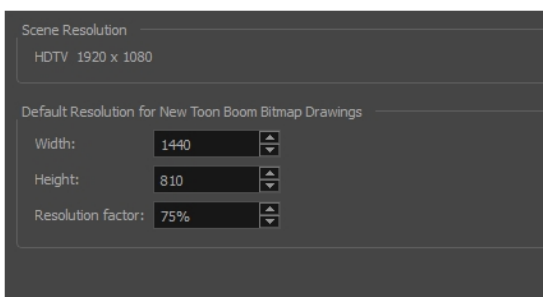 Scene Resolution
HDTV 1920 x 1080
Default Resolution for New Toon Boom Bitmap Drawings
Width: 1440
Height: 810
Resolution factor: 75%